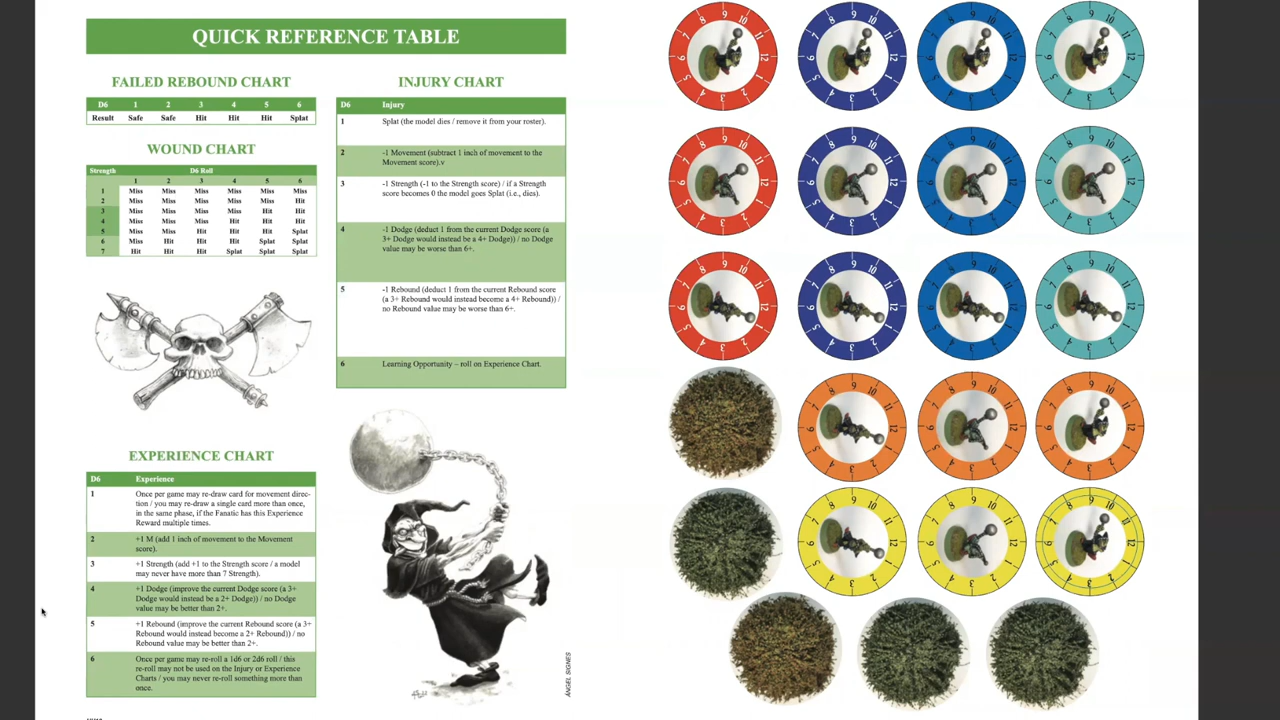 QUICK REFERENCE TABLE
FAILED REBOUND CHART
D6 1 2 3 4 5 6
Result Safe Safe Hit Hit Hit Splat
WOUND CHART
Strength D6 Roll
1 2 3 4 5 6
1 Miss Miss Miss Miss Miss Miss
2 Miss Miss Miss Miss Miss Hit
3 Miss Miss Miss Miss Hit Hit
4 Miss Miss Miss Hit Hit Hit
5 Miss Miss Hit Hit Hit Splat
6 Miss Hit Hit Hit Splat Splat
7 Hit Hit Hit Splat Splat Splat
EXPERIENCE CHART
D6 Experience
1 Once per game may re-draw card for movement direc-
tion / you may re-draw a single card more than once,
in the same phase, if the Fanatic has this Experience
Reward multiple times.
2 +1 M (add 1 inch of movement to the Movement
score).
3 +1 Strength (add +1 to the Strength score / a model
may never have more than 7 Strength).
4 +1 Dodge (improve the current Dodge score (a 3+
Dodge would instead be a 2+ Dodge)) / no Dodge
value may be better than 2+.
5 +1 Rebound (improve the current Rebound score (a 3+
Rebound would instead become a 2+ Rebound)) / no
Rebound value may be better than 2+.
6 Once per game may re-roll a 1d6 or 2d6 roll / this
re-roll may not be used on the Injury or Experience
Charts / you may never re-roll something more than
once.
INJURY CHART
D6 Injury
1 Splat (the model dies / remove it from your roster).
2 -1 Movement (subtract 1 inch of movement to the
Movement score).v
3 -1 Strength (-1 to the Strength score) / if a Strength
score becomes 0 the model goes Splat (i.e., dies).
4 -1 Dodge (deduct 1 from the current Dodge score (a
3+ Dodge would instead be a 4+ Dodge)) / no Dodge
value may be worse than 6+.
5 -1 Rebound (deduct 1 from the current Rebound score
(a 3+ Rebound would instead become a 4+ Rebound)) /
no Rebound value may be worse than 6+.
6 Learning Opportunity – roll on Experience Chart.
ÁNGEL SIGNES